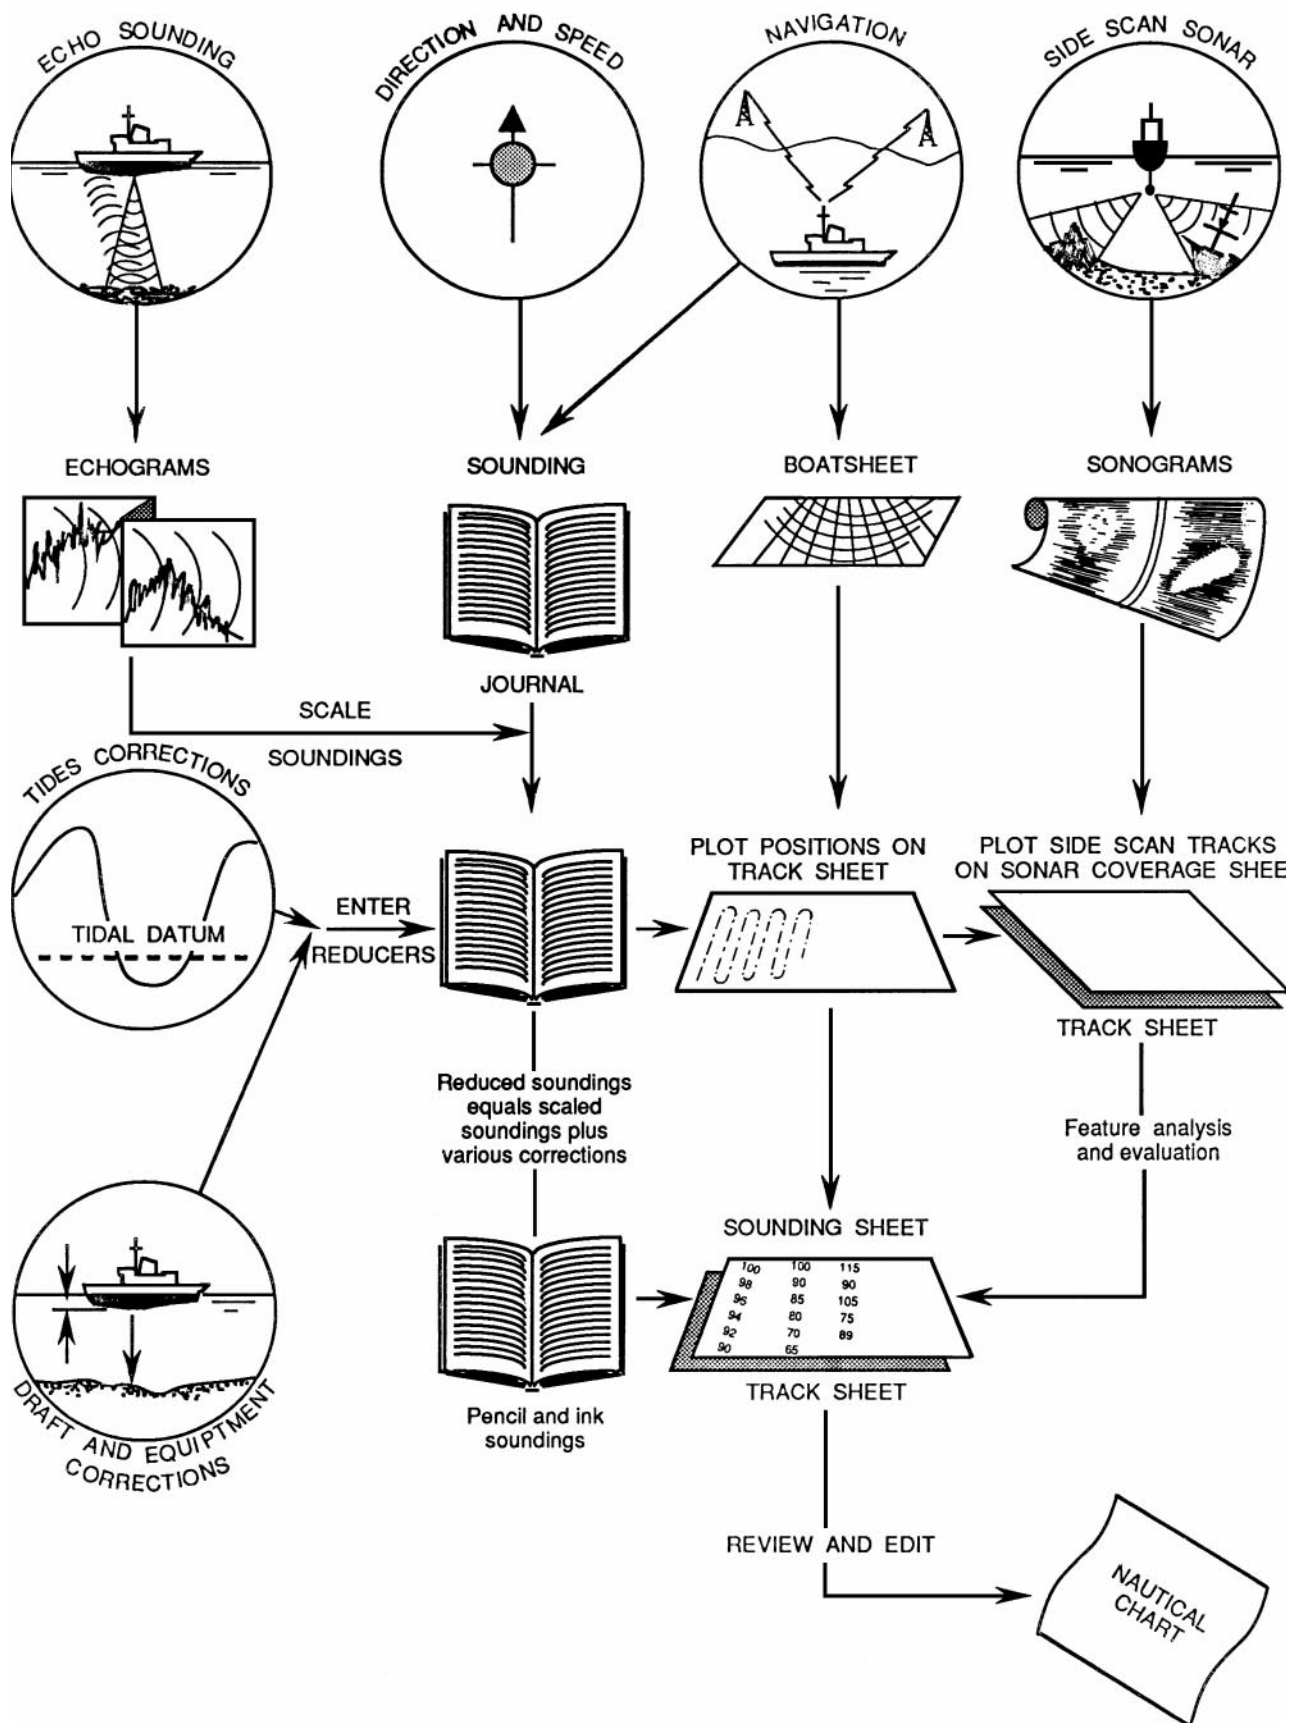 ECHO SOUNDING
DIRECTION AND SPEED
NAVIGATION
SIDE SCAN SONAR
ECHOGRAMS
SOUNDING
BOATSHEET
SONOGRAMS
JOURNAL
SCALE
SOUNDINGS
TIDES CORRECTIONS
TIDAL DATUM
ENTER
REDUCERS
PLOT POSITIONS ON
TRACK SHEET
PLOT SIDE SCAN TRACKS
ON SONAR COVERAGE SHEE
TRACK SHEET
Reduced soundings
equals scaled
soundings plus
various corrections
Feature analysis
and evaluation
SOUNDING SHEET
100 100 115
98 90 90
95 85 105
94 80 75
92 70 89
90 65
TRACK SHEET
DRAFT AND EQUIPTMENT
CORRECTIONS
Pencil and ink
soundings
REVIEW AND EDIT
NAUTICAL
CHART